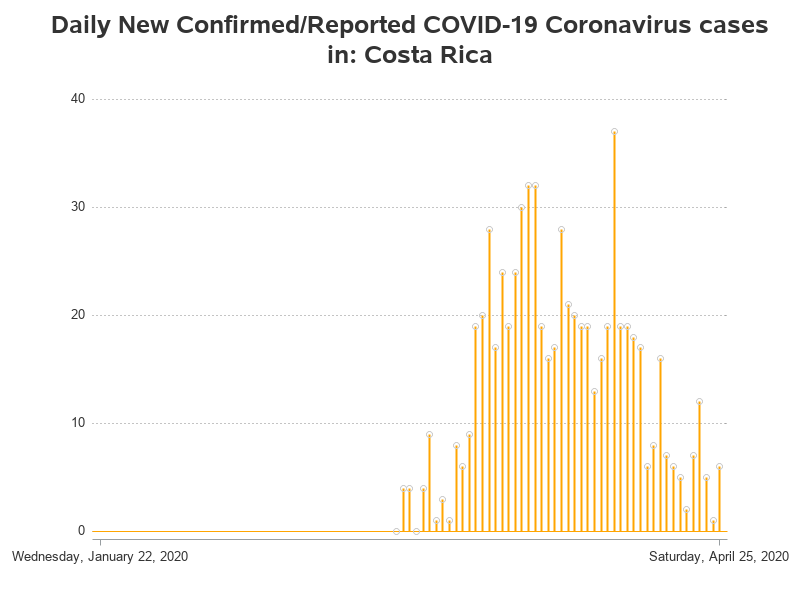 Daily New Confirmed/Reported COVID-19 Coronavirus cases
in: Costa Rica
40
30
20
10
0
Wednesday, January 22, 2020
Saturday, April 25, 2020